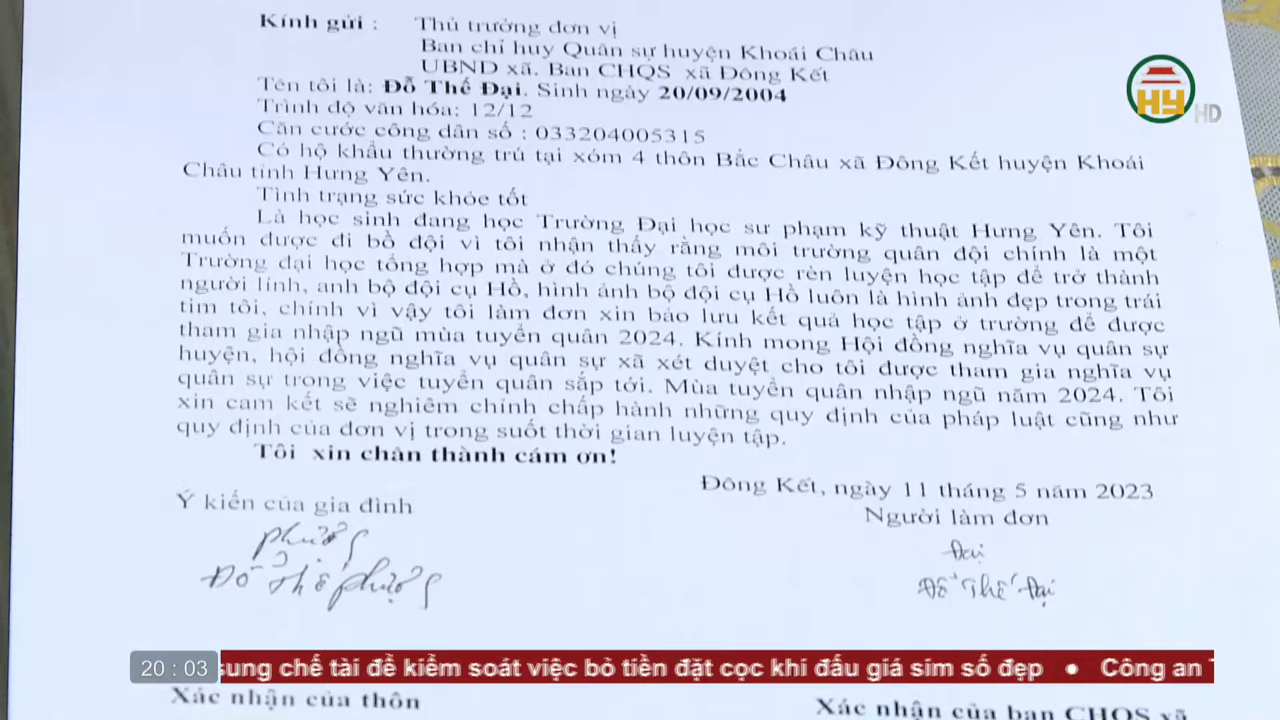 Kính gửi : Thủ trưởng đơn vị
Ban chỉ huy Quân sự huyện Khoái Châu
UBND xã. Ban CHQS xã Đông Kết
Tên tôi là: Đỗ Thế Đại. Sinh ngày 20/09/2004
Trình độ văn hóa: 12/12
Căn cước công dân số : 033204005315
Có hộ khẩu thường trú tại xóm 4 thôn Bắc Châu xã Đông Kết huyện Khoái
Châu tỉnh Hưng Yên.
Tình trạng sức khỏe tốt
Là học sinh đang học Trường Đại học sư phạm kỹ thuật Hưng Yên. Tôi
muốn được đi bồ đội vì tôi nhận thấy rằng môi trường quân đội chính là một
Trường đại học tổng hợp mà ở đó chúng tôi được rèn luyện học tập để trở thành
người lính, anh bộ đội cụ Hồ, hình ảnh bộ đội cụ Hồ luôn là hình ảnh đẹp trong trái
tim tôi, chính vì vậy tôi làm đơn xin bảo lưu kết quả học tập ở trường để được
tham gia nhập ngũ mùa tuyển quân 2024. Kính mong Hội đồng nghĩa vụ quân sự
huyện, hội đồng nghĩa vụ quân sự xã xét duyệt cho tôi được tham gia nghĩa vụ
quân sự trong việc tuyển quân sắp tới. Mùa tuyển quân nhập ngũ năm 2024. Tôi
xin cam kết sẽ nghiêm chỉnh chấp hành những quy định của pháp luật cũng như
quy định của đơn vị trong suốt thời gian luyện tập.
Tôi xin chân thành cám ơn!
Đông Kết, ngày 11 tháng 5 năm 2023
Ý kiến của gia đình
Người làm đơn
Phượng
Đỗ Thế Phượng
Đại
Đỗ Thế Đại
HY HD
20 : 03 sung chế tài để kiểm soát việc bỏ tiền đặt cọc khi đấu giá sim số đẹp • Công an
Xác nhận của thôn
Xác nhận của ban CHQS xã